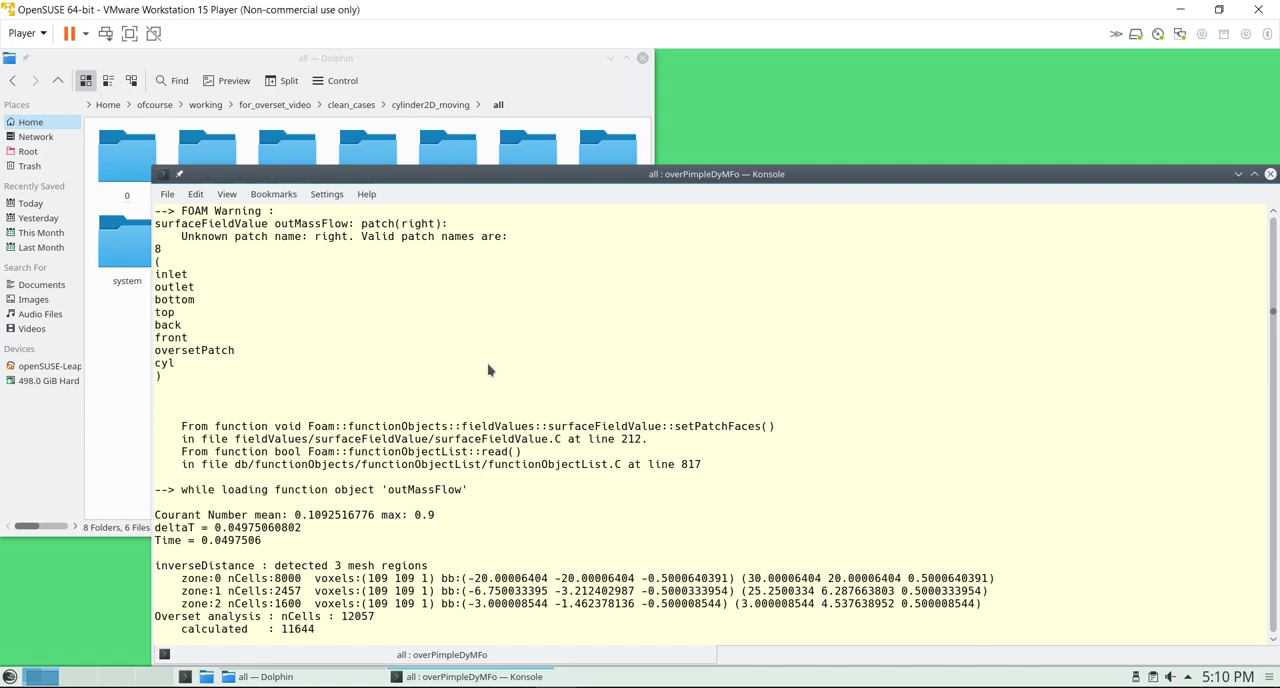 OpenSUSE 64-bit - VMware Workstation 15 Player (Non-commercial use only)
Player
all — Dolphin
Find Preview Split Control
Places
Home > ofcourse > working > for_overset_video > clean_cases > cylinder2D_moving > all
Home
Network
Root
Trash
Recently Saved
Today
Yesterday
This Month
Last Month
Search For
Documents
Images
Audio Files
Videos
Devices
openSUSE-Leap
498.0 GiB Hard
0
system
8 Folders, 6 Files
all : overPimpleDyMFo — Konsole
File Edit View Bookmarks Settings Help
--> FOAM Warning :
surfaceFieldValue outMassFlow: patch(right):
Unknown patch name: right. Valid patch names are:
8
(
inlet
outlet
bottom
top
back
front
oversetPatch
cyl
)
From function void Foam::functionObjects::fieldValues::surfaceFieldValue::setPatchFaces()
in file fieldValues/surfaceFieldValue/surfaceFieldValue.C at line 212.
From function bool Foam::functionObjectList::read()
in file db/functionObjects/functionObjectList/functionObjectList.C at line 817
--> while loading function object 'outMassFlow'
Courant Number mean: 0.1092516776 max: 0.9
deltaT = 0.04975060802
Time = 0.0497506
inverseDistance : detected 3 mesh regions
zone:0 nCells:8000 voxels:(109 109 1) bb:(-20.00006404 -20.00006404 -0.5000640391) (30.00006404 20.00006404 0.5000640391)
zone:1 nCells:2457 voxels:(109 109 1) bb:(-6.750033395 -3.212402987 -0.5000333954) (25.2500334 6.287663803 0.5000333954)
zone:2 nCells:1600 voxels:(109 109 1) bb:(-3.000008544 -1.462378136 -0.500008544) (3.000008544 4.537638952 0.500008544)
Overset analysis : nCells : 12057
calculated : 11644
all : overPimpleDyMFo
all — Dolphin
all : overPimpleDyMFo — Konsole
5:10 PM